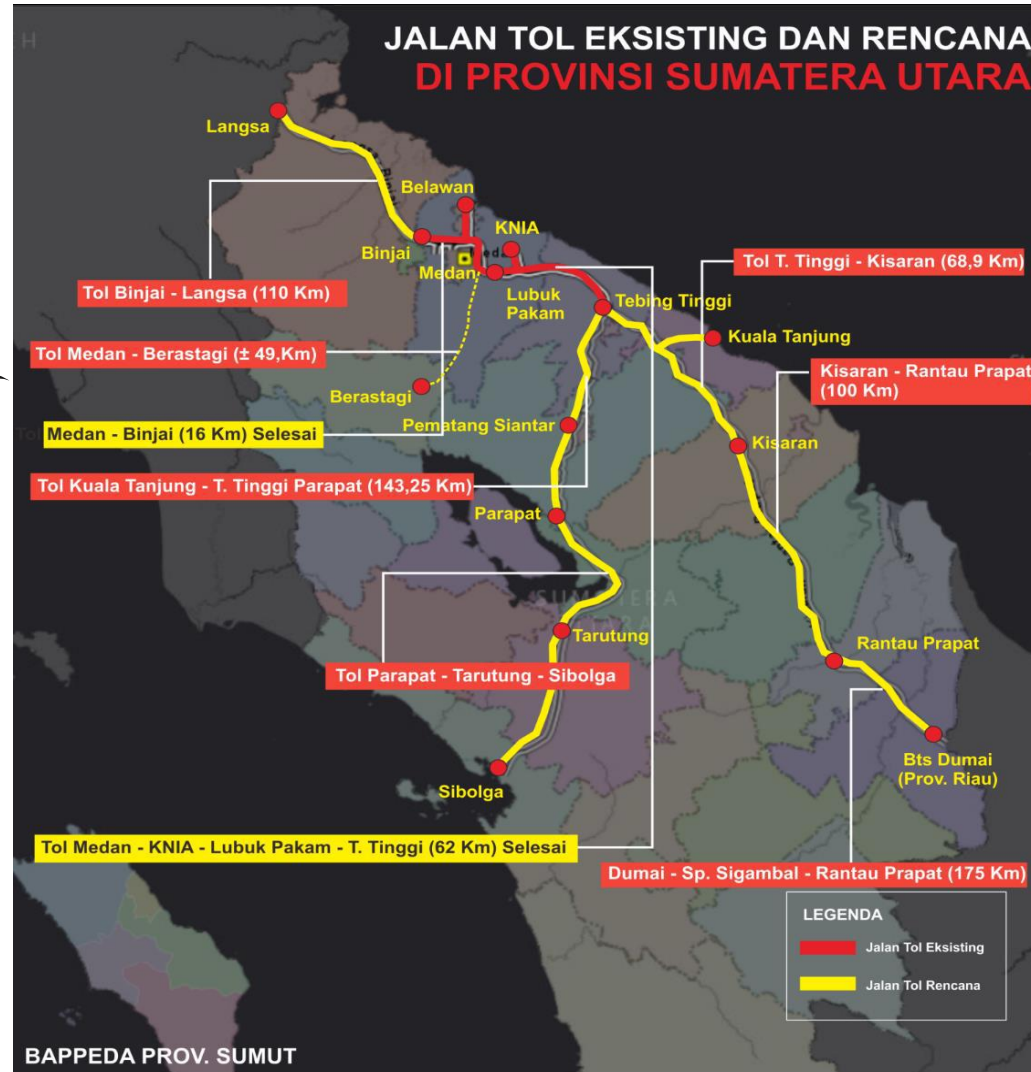 JALAN TOL EKSISTING DAN RENCANA
DI PROVINSI SUMATERA UTARA
H
Langsa
Belawan
KNIA
Binjai
Medan
Lubuk
Pakam
Tebing Tinggi
Tol T. Tinggi - Kisaran (68,9 Km)
Tol Binjai - Langsa (110 Km)
Kuala Tanjung
Tol Medan - Berastagi (± 49,Km)
Kisaran - Rantau Prapat
(100 Km)
Berastagi
Pematang Siantar
Tol Medan - Binjai (16 Km) Selesai
Kisaran
Tol Kuala Tanjung - T. Tinggi Parapat (143,25 Km)
Parapat
SUMATERA
Tarutung
Rantau Prapat
Tol Parapat - Tarutung - Sibolga
Bts Dumai
(Prov. Riau)
Sibolga
Tol Medan - KNIA - Lubuk Pakam - T. Tinggi (62 Km) Selesai
Dumai - Sp. Sigambal - Rantau Prapat (175 Km)
LEGENDA
Jalan Tol Eksisting
Jalan Tol Rencana
BAPPEDA PROV. SUMUT